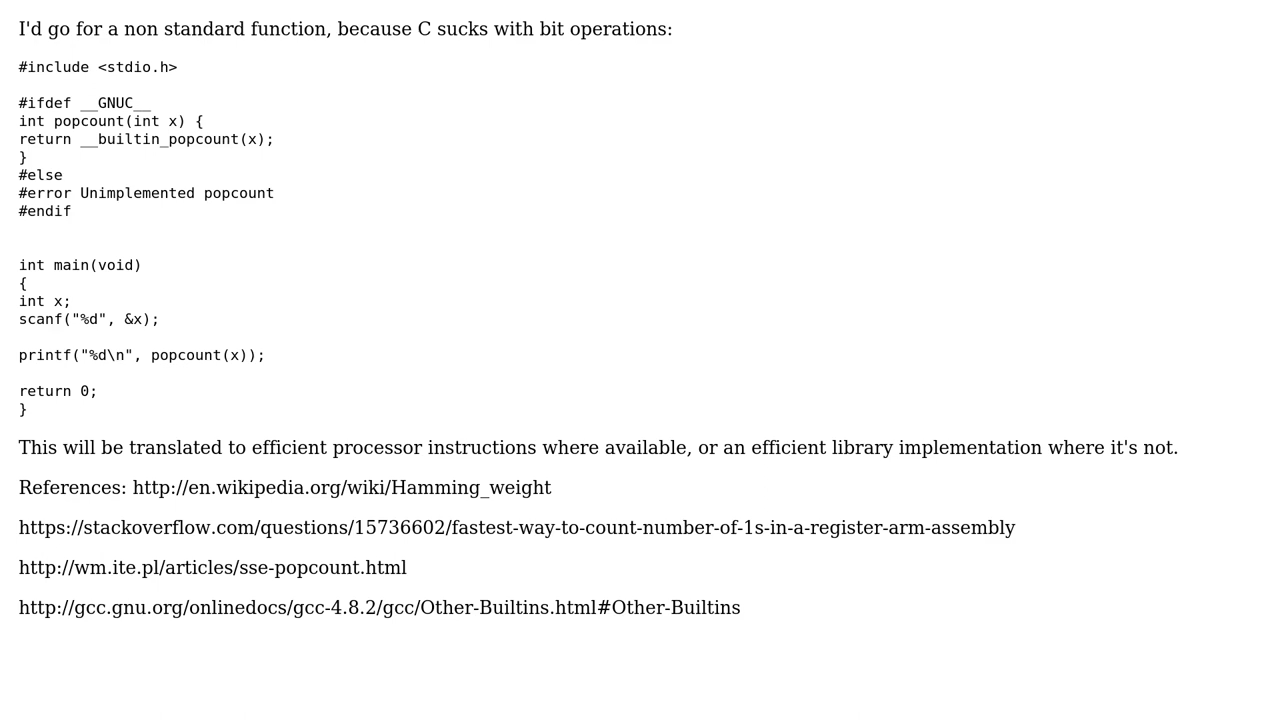 I'd go for a non standard function, because C sucks with bit operations:
#include <stdio.h>
#ifdef __GNUC__
int popcount(int x) {
return __builtin_popcount(x);
}
#else
#error Unimplemented popcount
#endif
int main(void)
{
int x;
scanf("%d", &x);
printf("%d\n", popcount(x));
return 0;
}
This will be translated to efficient processor instructions where available, or an efficient library implementation where it's not.
References: http://en.wikipedia.org/wiki/Hamming_weight
https://stackoverflow.com/questions/15736602/fastest-way-to-count-number-of-1s-in-a-register-arm-assembly
http://wm.ite.pl/articles/sse-popcount.html
http://gcc.gnu.org/onlinedocs/gcc-4.8.2/gcc/Other-Builtins.html#Other-Builtins